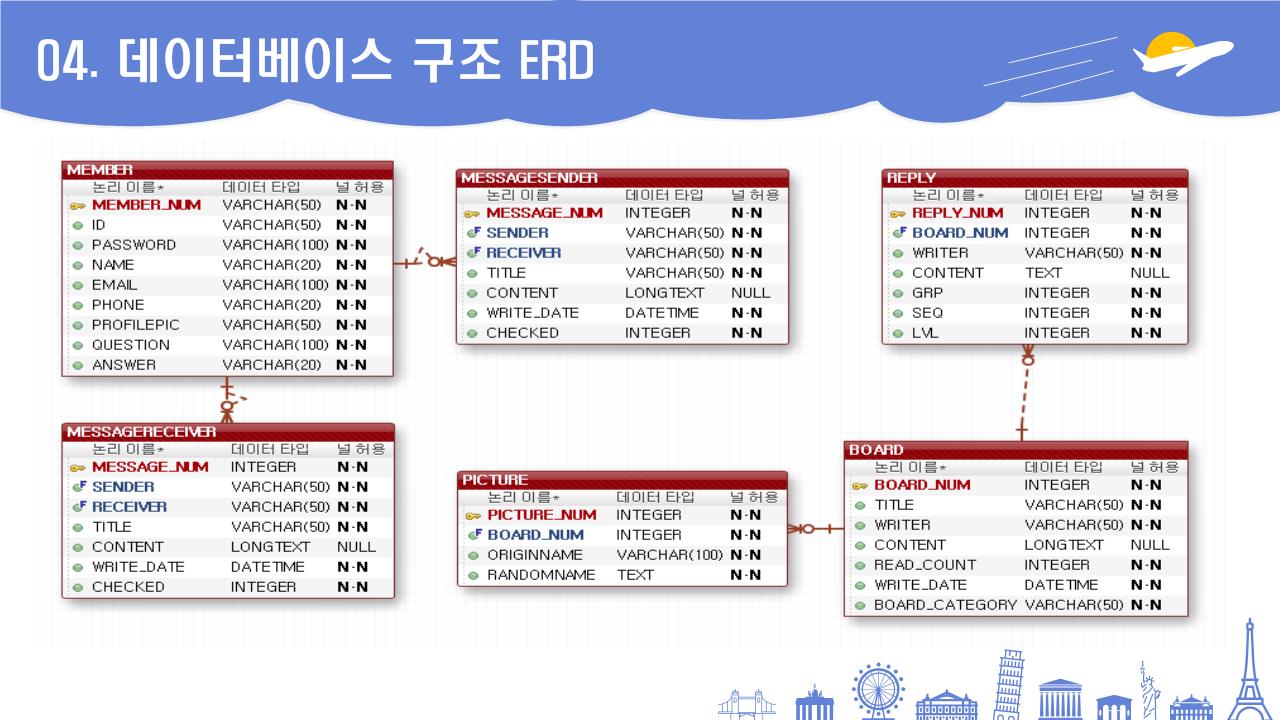 04. 데이터베이스 구조 ERD
MEMBER
논리 이름* 데이터 타입 널 허용
MEMBER_NUM VARCHAR(50) N-N
ID VARCHAR(50) N-N
PASSWORD VARCHAR(100) N-N
NAME VARCHAR(20) N-N
EMAIL VARCHAR(100) N-N
PHONE VARCHAR(20) N-N
PROFILEPIC VARCHAR(50) N-N
QUESTION VARCHAR(100) N-N
ANSWER VARCHAR(20) N-N
MESSAGESENDER
논리 이름* 데이터 타입 널 허용
MESSAGE_NUM INTEGER N-N
F SENDER VARCHAR(50) N-N
F RECEIVER VARCHAR(50) N-N
TITLE VARCHAR(50) N-N
CONTENT LONGTEXT NULL
WRITE_DATE DATETIME N-N
CHECKED INTEGER N-N
REPLY
논리 이름* 데이터 타입 널 허용
REPLY_NUM INTEGER N-N
F BOARD_NUM INTEGER N-N
WRITER VARCHAR(50) N-N
CONTENT TEXT NULL
GRP INTEGER N-N
SEQ INTEGER N-N
LVL INTEGER N-N
MESSAGERECEIVER
논리 이름* 데이터 타입 널 허용
MESSAGE_NUM INTEGER N-N
F SENDER VARCHAR(50) N-N
F RECEIVER VARCHAR(50) N-N
TITLE VARCHAR(50) N-N
CONTENT LONGTEXT NULL
WRITE_DATE DATETIME N-N
CHECKED INTEGER N-N
PICTURE
논리 이름* 데이터 타입 널 허용
PICTURE_NUM INTEGER N-N
F BOARD_NUM INTEGER N-N
ORIGINNAME VARCHAR(100) N-N
RANDOMNAME TEXT N-N
BOARD
논리 이름* 데이터 타입 널 허용
BOARD_NUM INTEGER N-N
TITLE VARCHAR(50) N-N
WRITER VARCHAR(50) N-N
CONTENT LONGTEXT NULL
READ_COUNT INTEGER N-N
WRITE_DATE DATETIME N-N
BOARD_CATEGORY VARCHAR(50) N-N